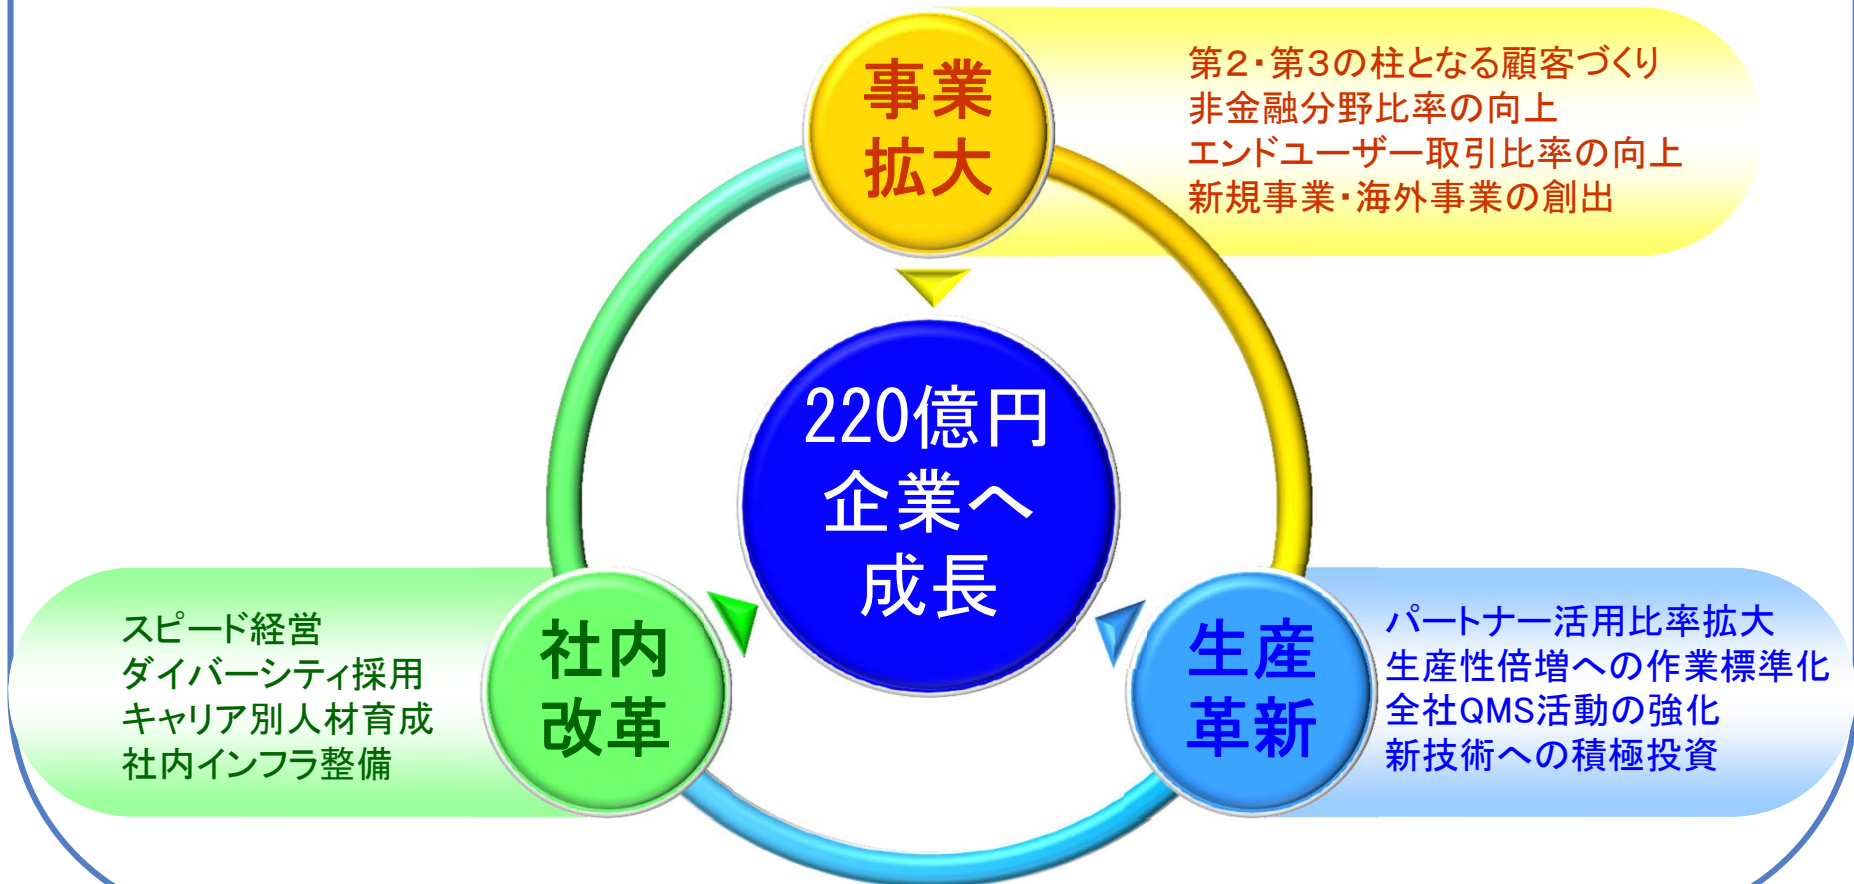 事業
拡大
第2・第3の柱となる顧客づくり
非金融分野比率の向上
エンドユーザー取引比率の向上
新規事業・海外事業の創出
220億円
企業へ
成長
スピード経営
ダイバーシティ採用
キャリア別人材育成
社内インフラ整備
社内
改革
生産
革新
パートナー活用比率拡大
生産性倍増への作業標準化
全社QMS活動の強化
新技術への積極投資